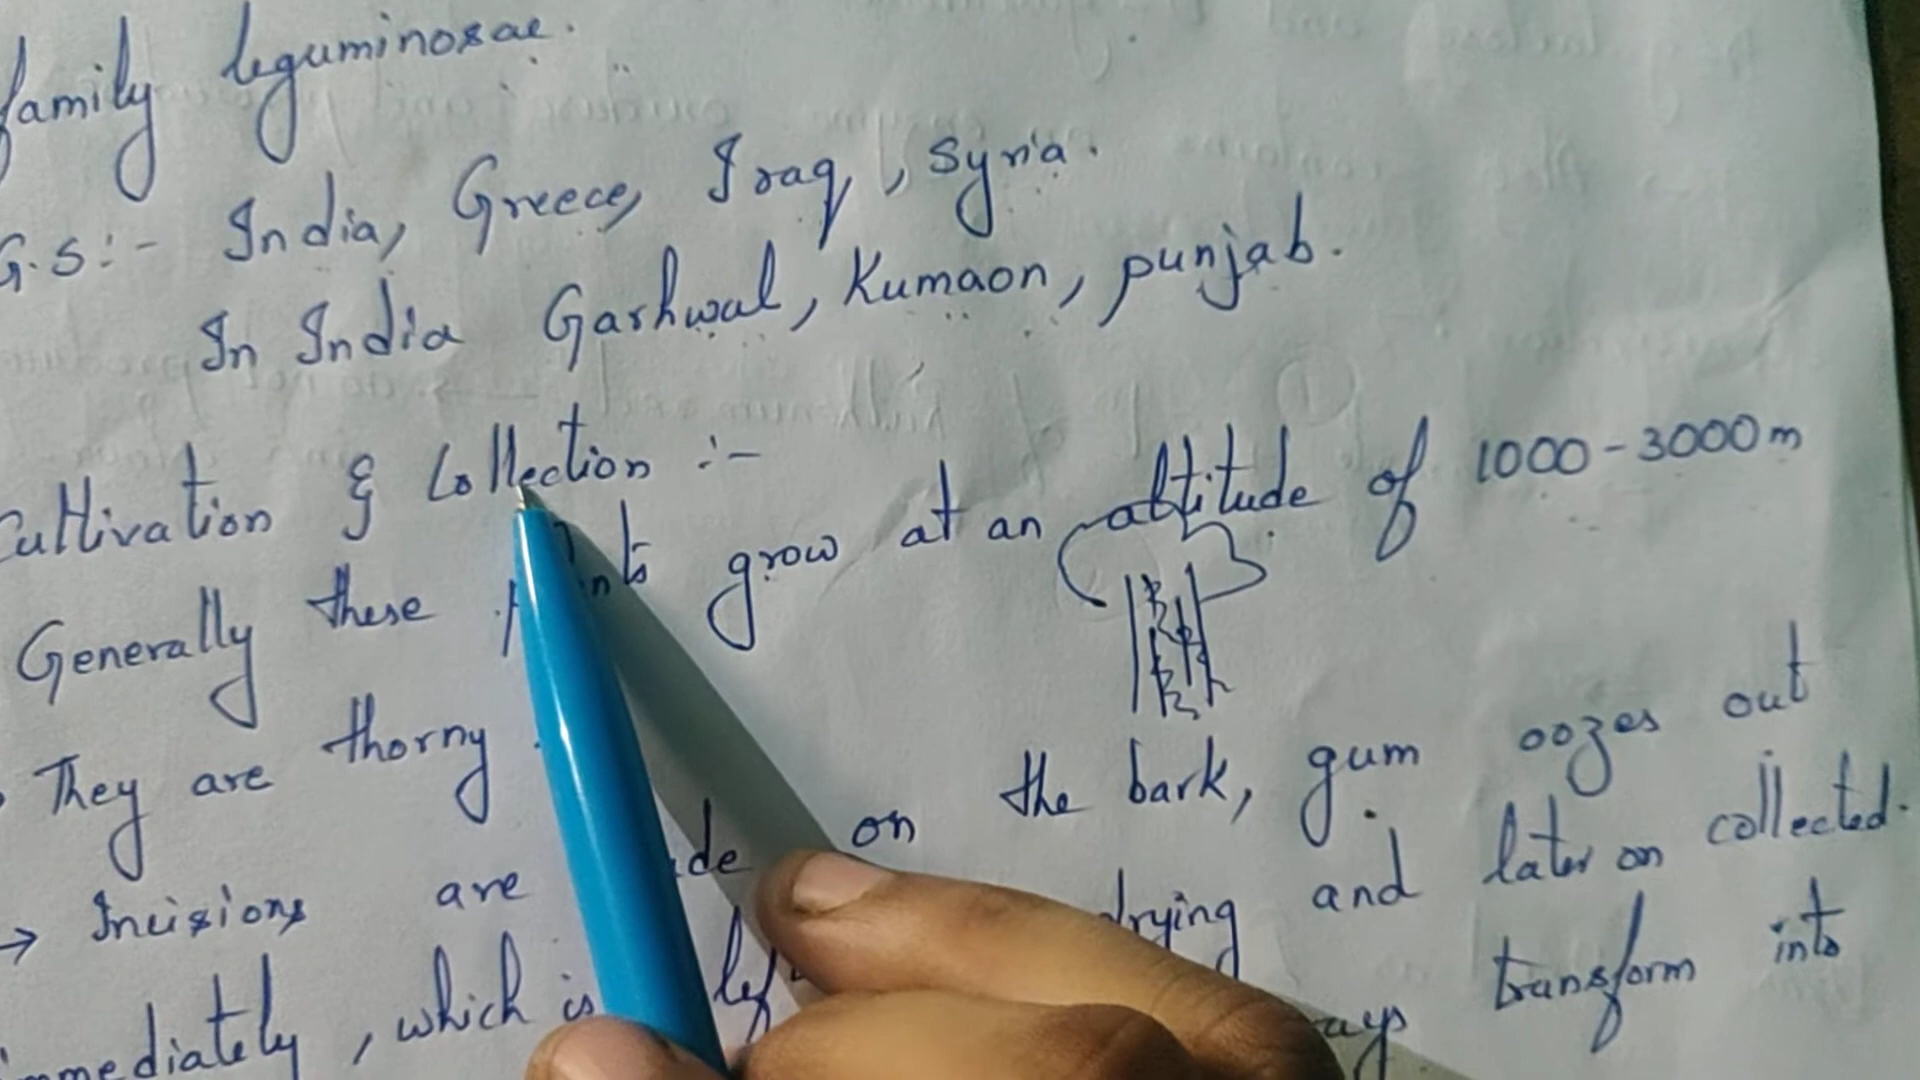 family leguminosae.
G.S:- India, Greece, Iraq, Syria.
In India Garhwal, Kumaon, punjab.
Cultivation & Collection :-
Generally these grow at an altitude of 1000-3000m
They are thorny
→ Incisions are on the bark, gum oozes out
immediately, which is drying and later on collected.
transform into